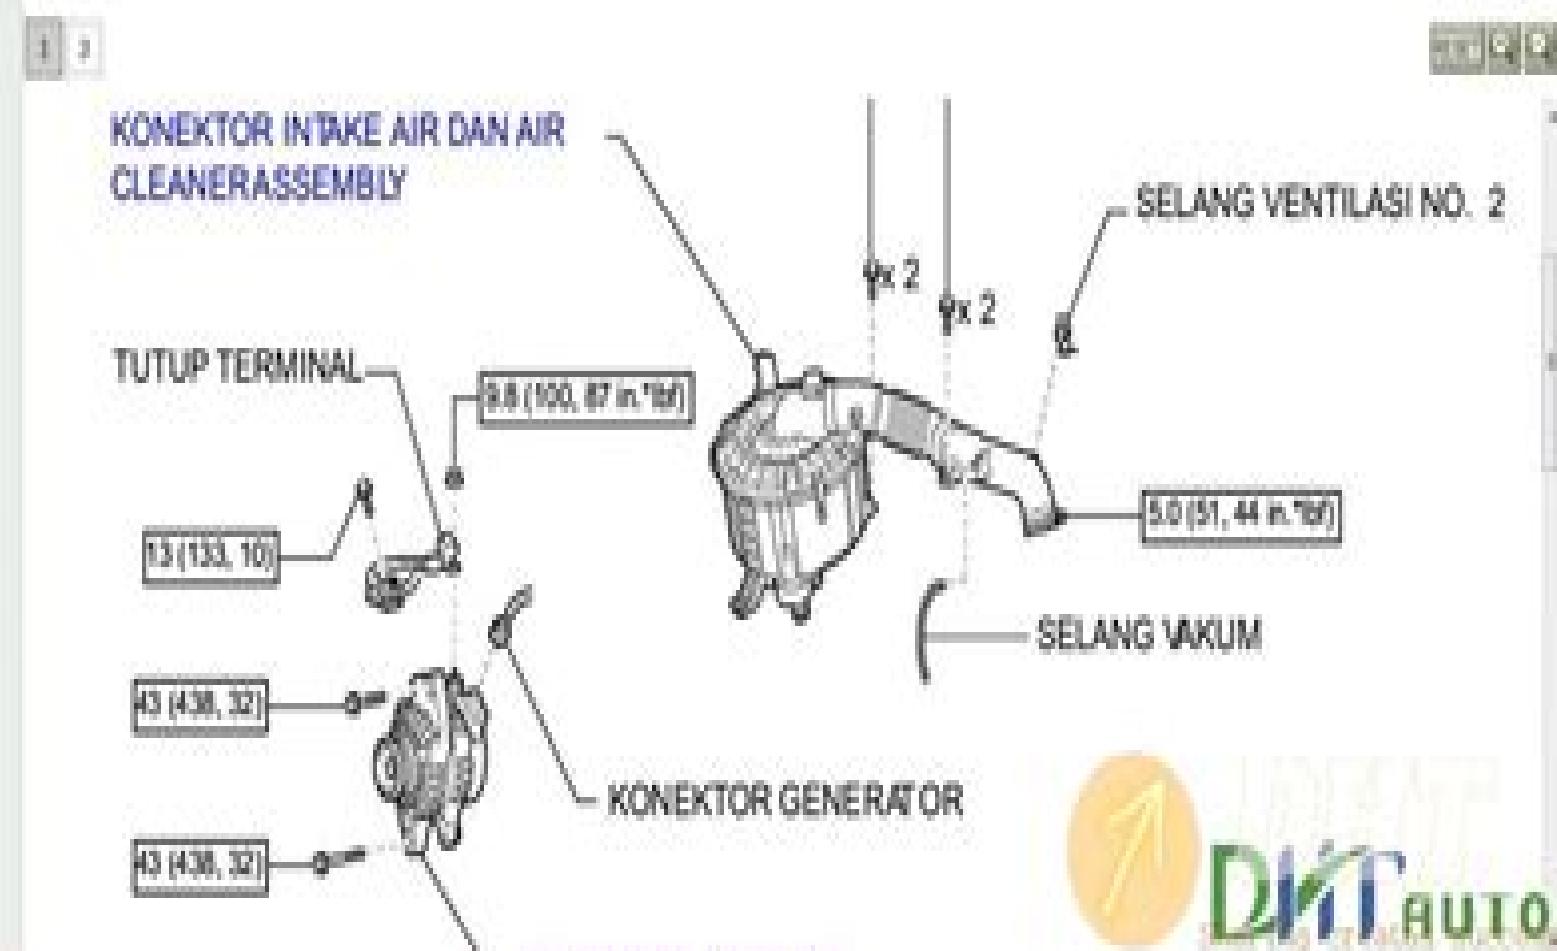 1 2
KONEKTOR INTAKE AIR DAN AIR
CLEANERASSEMBLY
SELANG VENTILASI NO. 2
x 2
x 2
TUTUP TERMINAL
9.8 (100, 87 in.*lbf)
5.0 (51, 44 in.*lbf)
13 (133, 10)
SELANG VAKUM
43 (438, 32)
KONEKTOR GENERATOR
43 (438, 32)
DHT AUTO